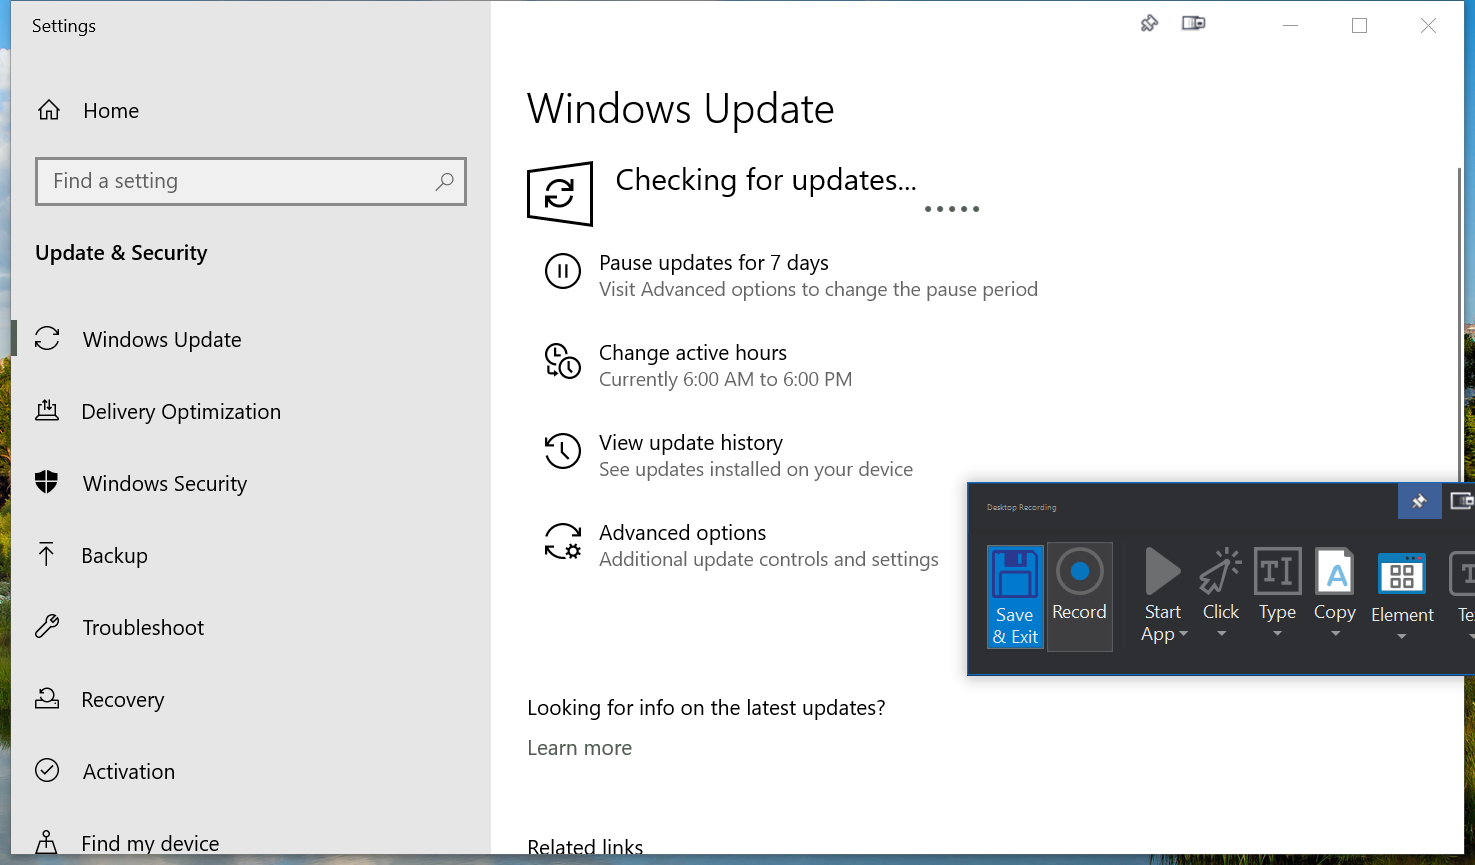 Settings
Home
Find a setting
Update & Security
Windows Update
Delivery Optimization
Windows Security
Backup
Troubleshoot
Recovery
Activation
Find my device
Windows Update
Checking for updates...
Pause updates for 7 days
Visit Advanced options to change the pause period
Change active hours
Currently 6:00 AM to 6:00 PM
View update history
See updates installed on your device
Advanced options
Additional update controls and settings
Looking for info on the latest updates?
Learn more
Related links
Desktop Recording
Save
& Exit
Record
Start
App
Click
Type
Copy
Element